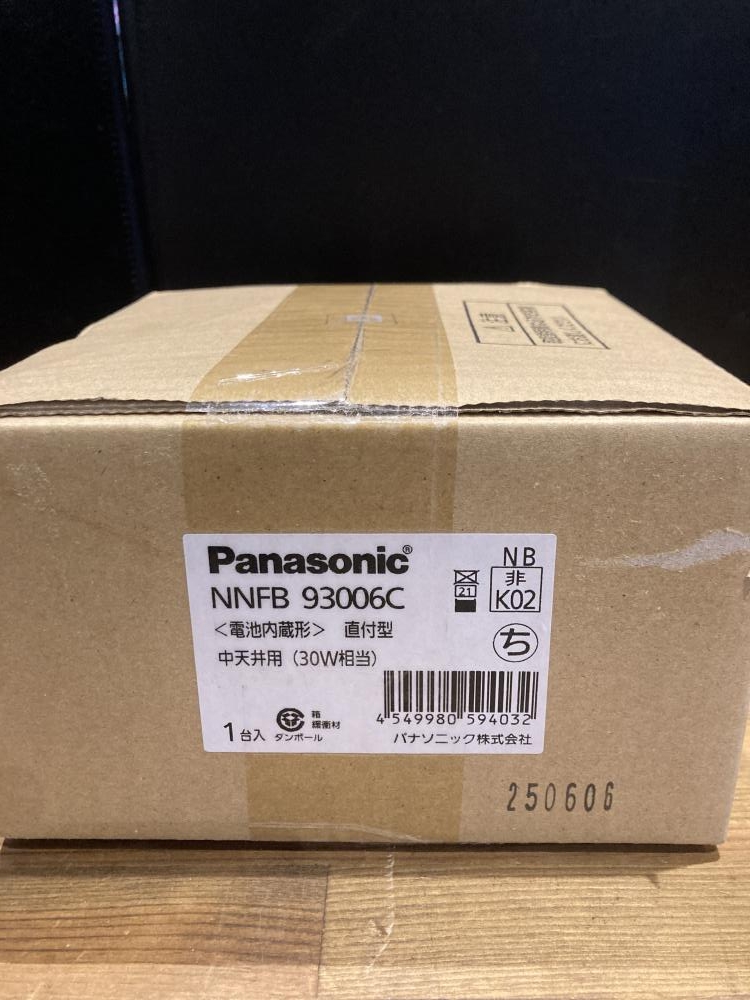 Panasonic®
NNFB 93006C
<電池内蔵形> 直付型
中天井用(30W相当)
1台入
箱
緩衝材
ダンボール
NB
21
非
K02
ち
4 549980 594032
パナソニック株式会社
250606